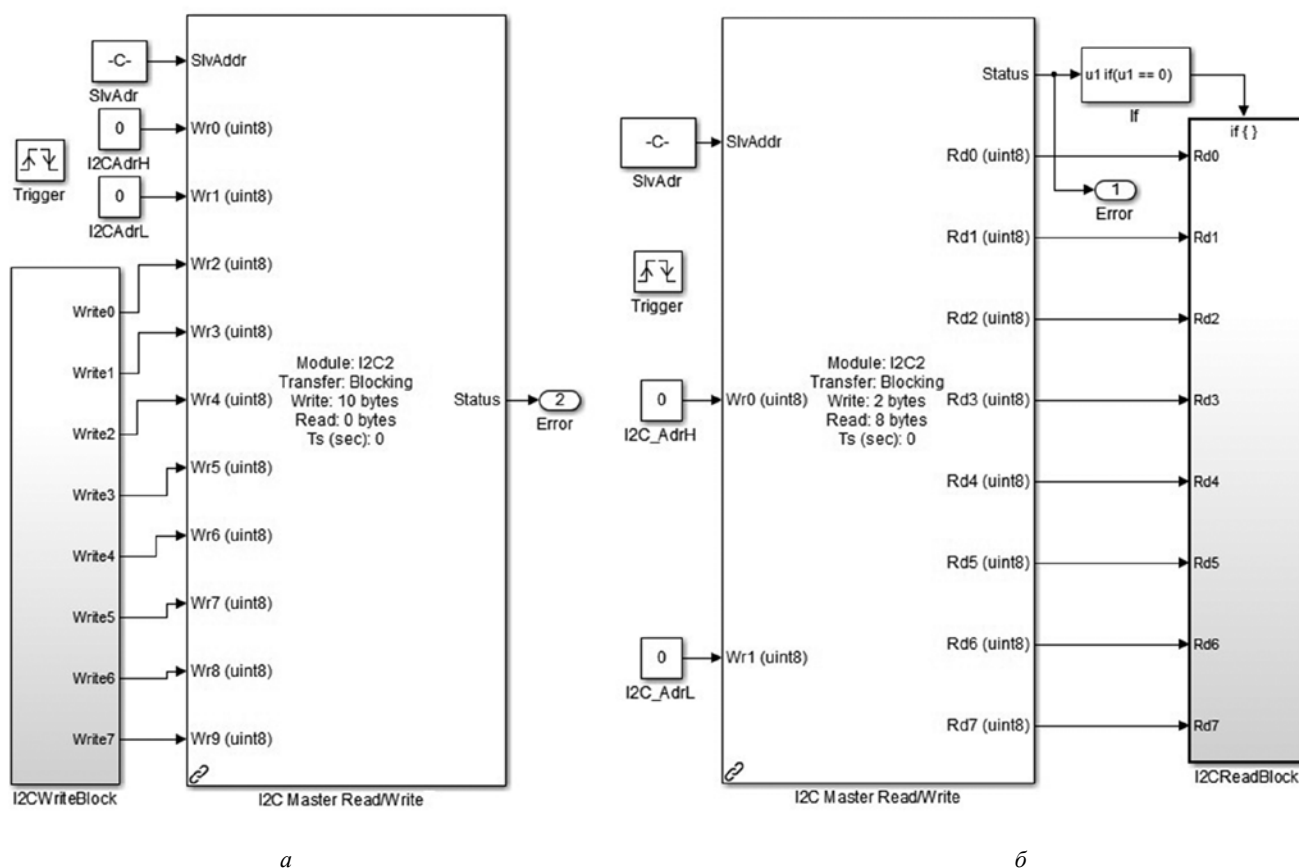 -C-
SlvAdr
SlvAddr
0
I2CAdrH
Wr0 (uint8)
Trigger
0
I2CAdrL
Wr1 (uint8)
Wr2 (uint8)
Write0
Wr3 (uint8)
Write1
Wr4 (uint8)
Write2
Wr5 (uint8)
Write3
Wr6 (uint8)
Write4
Wr7 (uint8)
Write5
Wr8 (uint8)
Write6
Wr9 (uint8)
Write7
I2CWriteBlock
Module: I2C2
Transfer: Blocking
Write: 10 bytes
Read: 0 bytes
Ts (sec): 0
Status
2
Error
I2C Master Read/Write
а
-C-
SlvAdr
SlvAddr
Trigger
0
I2C_AdrH
Wr0 (uint8)
0
I2C_AdrL
Wr1 (uint8)
Module: I2C2
Transfer: Blocking
Write: 2 bytes
Read: 8 bytes
Ts (sec): 0
Status
u1 if(u1 == 0)
If
1
Error
if { }
Rd0 (uint8)
Rd0
Rd1 (uint8)
Rd1
Rd2 (uint8)
Rd2
Rd3 (uint8)
Rd3
Rd4 (uint8)
Rd4
Rd5 (uint8)
Rd5
Rd6 (uint8)
Rd6
Rd7 (uint8)
Rd7
I2CReadBlock
I2C Master Read/Write
б